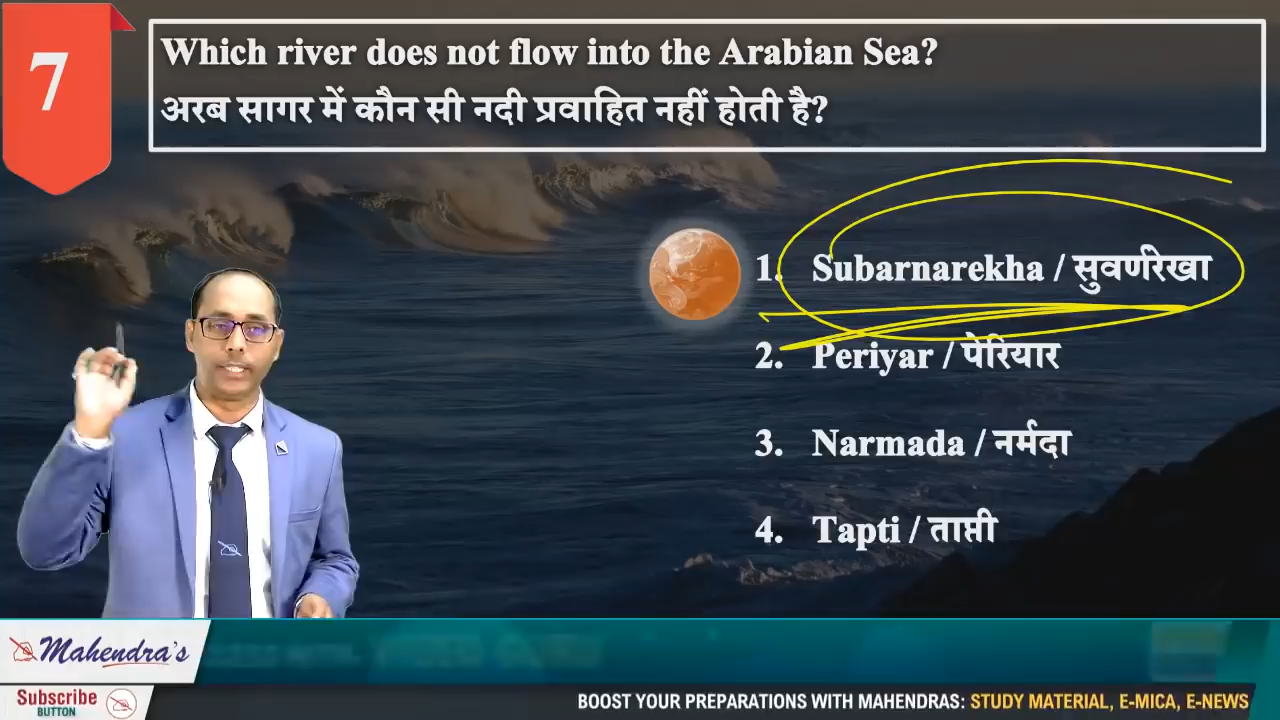 7
Which river does not flow into the Arabian Sea?
अरब सागर में कौन सी नदी प्रवाहित नहीं होती है?
1. Subarnarekha / सुवर्णरेखा
2. Periyar / पेरियार
3. Narmada / नर्मदा
4. Tapti / ताप्ती
Mahendra's
Subscribe
BUTTON
BOOST YOUR PREPARATIONS WITH MAHENDRAS: STUDY MATERIAL, E-MICA, E-NEWS